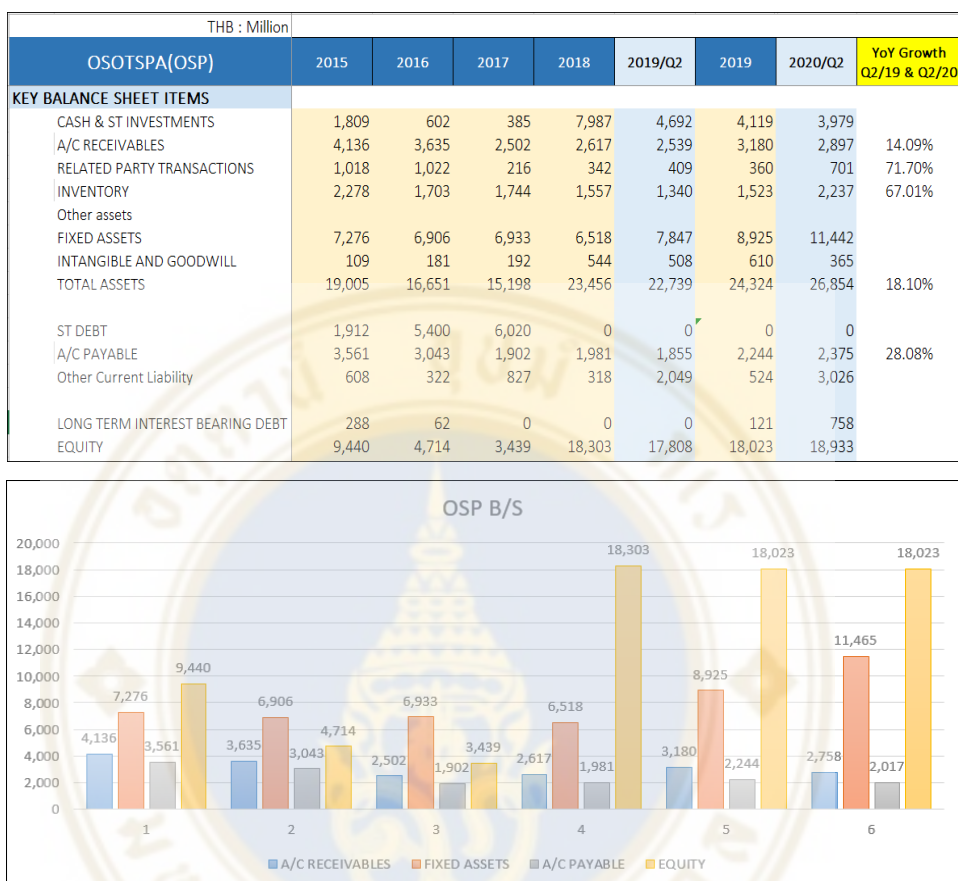 THB : Million
OSOTSPA(OSP) 2015 2016 2017 2018 2019/Q2 2019 2020/Q2 YoY Growth Q2/19 & Q2/20
KEY BALANCE SHEET ITEMS
CASH & ST INVESTMENTS 1,809 602 385 7,987 4,692 4,119 3,979
A/C RECEIVABLES 4,136 3,635 2,502 2,617 2,539 3,180 2,897 14.09%
RELATED PARTY TRANSACTIONS 1,018 1,022 216 342 409 360 701 71.70%
INVENTORY 2,278 1,703 1,744 1,557 1,340 1,523 2,237 67.01%
Other assets
FIXED ASSETS 7,276 6,906 6,933 6,518 7,847 8,925 11,442
INTANGIBLE AND GOODWILL 109 181 192 544 508 610 365
TOTAL ASSETS 19,005 16,651 15,198 23,456 22,739 24,324 26,854 18.10%
ST DEBT 1,912 5,400 6,020 0 0 0 0
A/C PAYABLE 3,561 3,043 1,902 1,981 1,855 2,244 2,375 28.08%
Other Current Liability 608 322 827 318 2,049 524 3,026
LONG TERM INTEREST BEARING DEBT 288 62 0 0 0 121 758
EQUITY 9,440 4,714 3,439 18,303 17,808 18,023 18,933
OSP B/S
20,000
18,000
16,000
14,000
12,000
10,000
8,000
6,000
4,000
2,000
0
4,136 7,276 3,561 9,440
3,635 6,906 3,043 4,714
2,502 6,933 1,902 3,439
2,617 6,518 1,981 18,303
3,180 8,925 2,244 18,023
2,758 11,465 2,017 18,023
1 2 3 4 5 6
A/C RECEIVABLES FIXED ASSETS A/C PAYABLE EQUITY